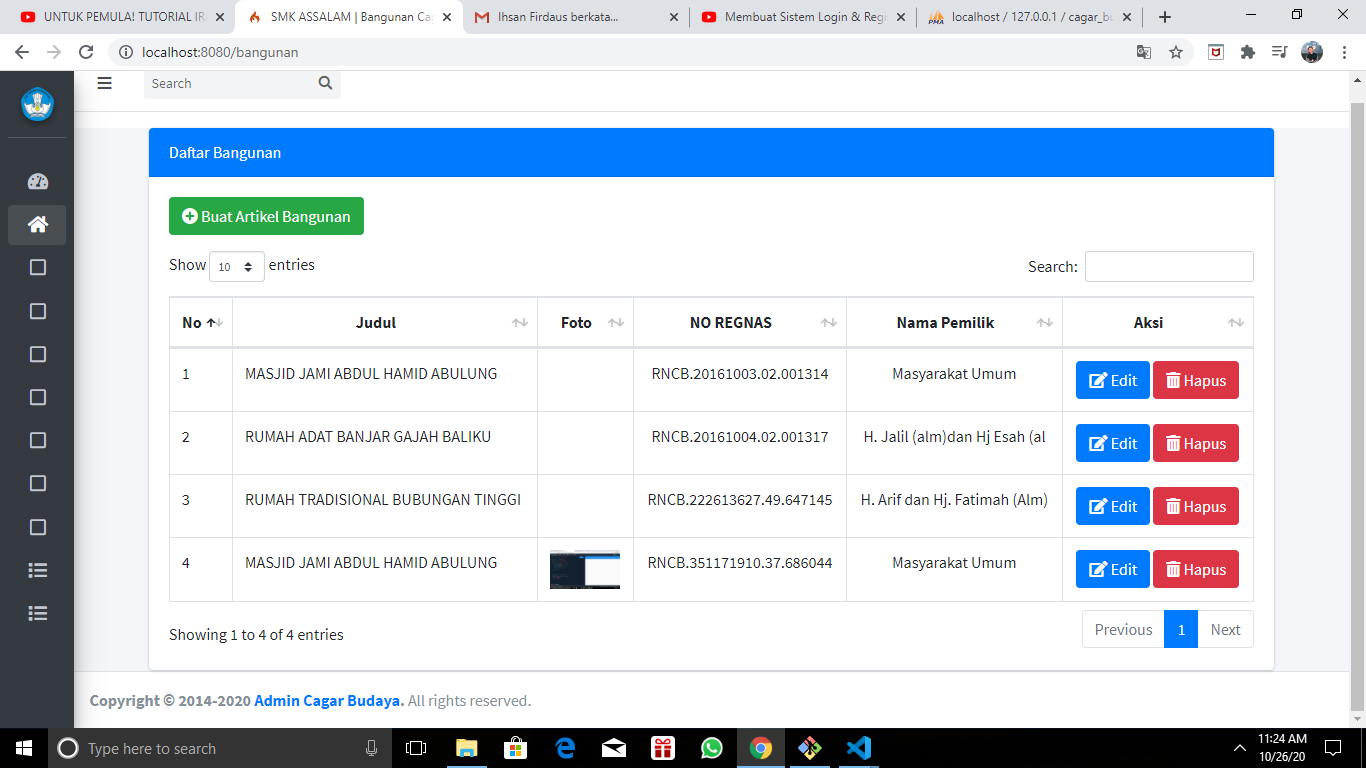 UNTUK PEMULA! TUTORIAL IR
SMK ASSALAM | Bangunan Ca
Ihsan Firdaus berkata...
Membuat Sistem Login & Regi
localhost / 127.0.0.1 / cagar_bu
localhost:8080/bangunan
Search
Daftar Bangunan
Buat Artikel Bangunan
Show 10 entries
Search:
No Judul Foto NO REGNAS Nama Pemilik Aksi
1 MASJID JAMI ABDUL HAMID ABULUNG RNCB.20161003.02.001314 Masyarakat Umum Edit Hapus
2 RUMAH ADAT BANJAR GAJAH BALIKU RNCB.20161004.02.001317 H. Jalil (alm)dan Hj Esah (al Edit Hapus
3 RUMAH TRADISIONAL BUBUNGAN TINGGI RNCB.222613627.49.647145 H. Arif dan Hj. Fatimah (Alm) Edit Hapus
4 MASJID JAMI ABDUL HAMID ABULUNG RNCB.351171910.37.686044 Masyarakat Umum Edit Hapus
Showing 1 to 4 of 4 entries
Previous 1 Next
Copyright © 2014-2020 Admin Cagar Budaya. All rights reserved.
Type here to search
11:24 AM
10/26/20